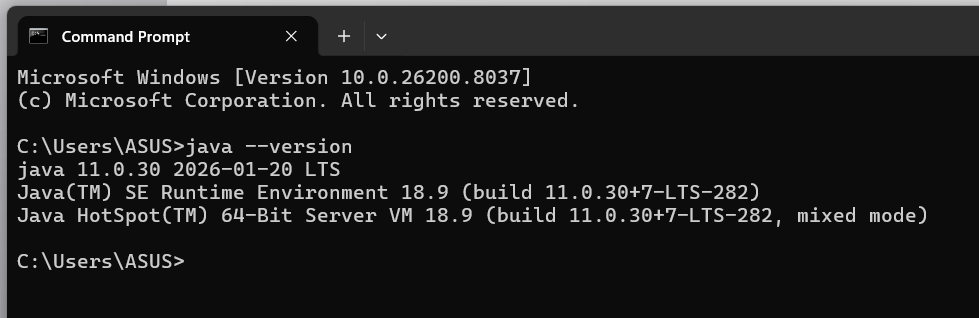 Command Prompt
Microsoft Windows [Version 10.0.26200.8037]
(c) Microsoft Corporation. All rights reserved.
C:\Users\ASUS>java --version
java 11.0.30 2026-01-20 LTS
Java(TM) SE Runtime Environment 18.9 (build 11.0.30+7-LTS-282)
Java HotSpot(TM) 64-Bit Server VM 18.9 (build 11.0.30+7-LTS-282, mixed mode)
C:\Users\ASUS>